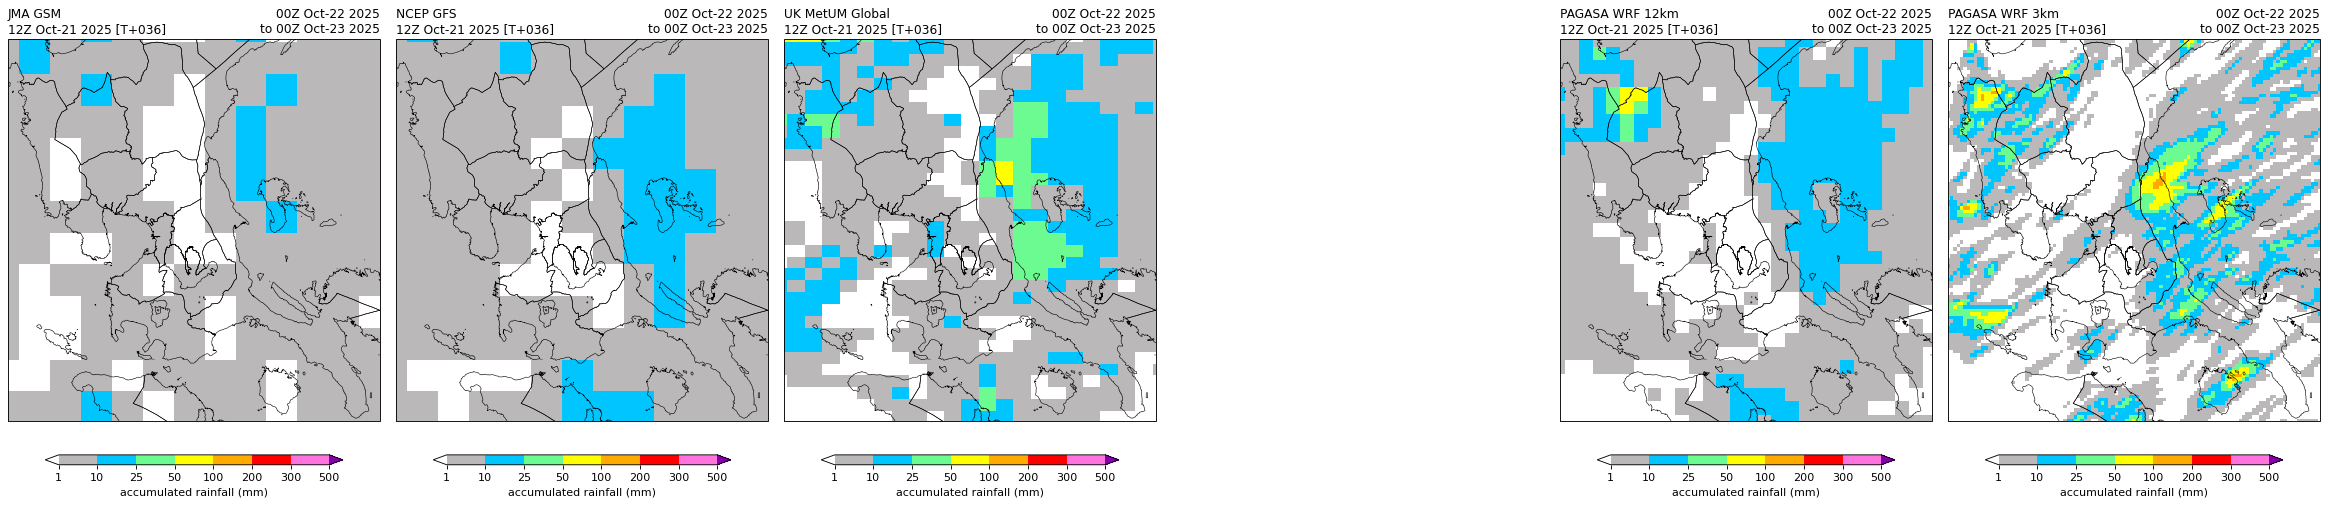 JMA GSM 00Z Oct-22 2025
12Z Oct-21 2025 [T+036] to 00Z Oct-23 2025
1 10 25 50 100 200 300 500
accumulated rainfall (mm)
NCEP GFS 00Z Oct-22 2025
12Z Oct-21 2025 [T+036] to 00Z Oct-23 2025
1 10 25 50 100 200 300 500
accumulated rainfall (mm)
UK MetUM Global 00Z Oct-22 2025
12Z Oct-21 2025 [T+036] to 00Z Oct-23 2025
1 10 25 50 100 200 300 500
accumulated rainfall (mm)
PAGASA WRF 12km 00Z Oct-22 2025
12Z Oct-21 2025 [T+036] to 00Z Oct-23 2025
1 10 25 50 100 200 300 500
accumulated rainfall (mm)
PAGASA WRF 3km 00Z Oct-22 2025
12Z Oct-21 2025 [T+036] to 00Z Oct-23 2025
1 10 25 50 100 200 300 500
accumulated rainfall (mm)